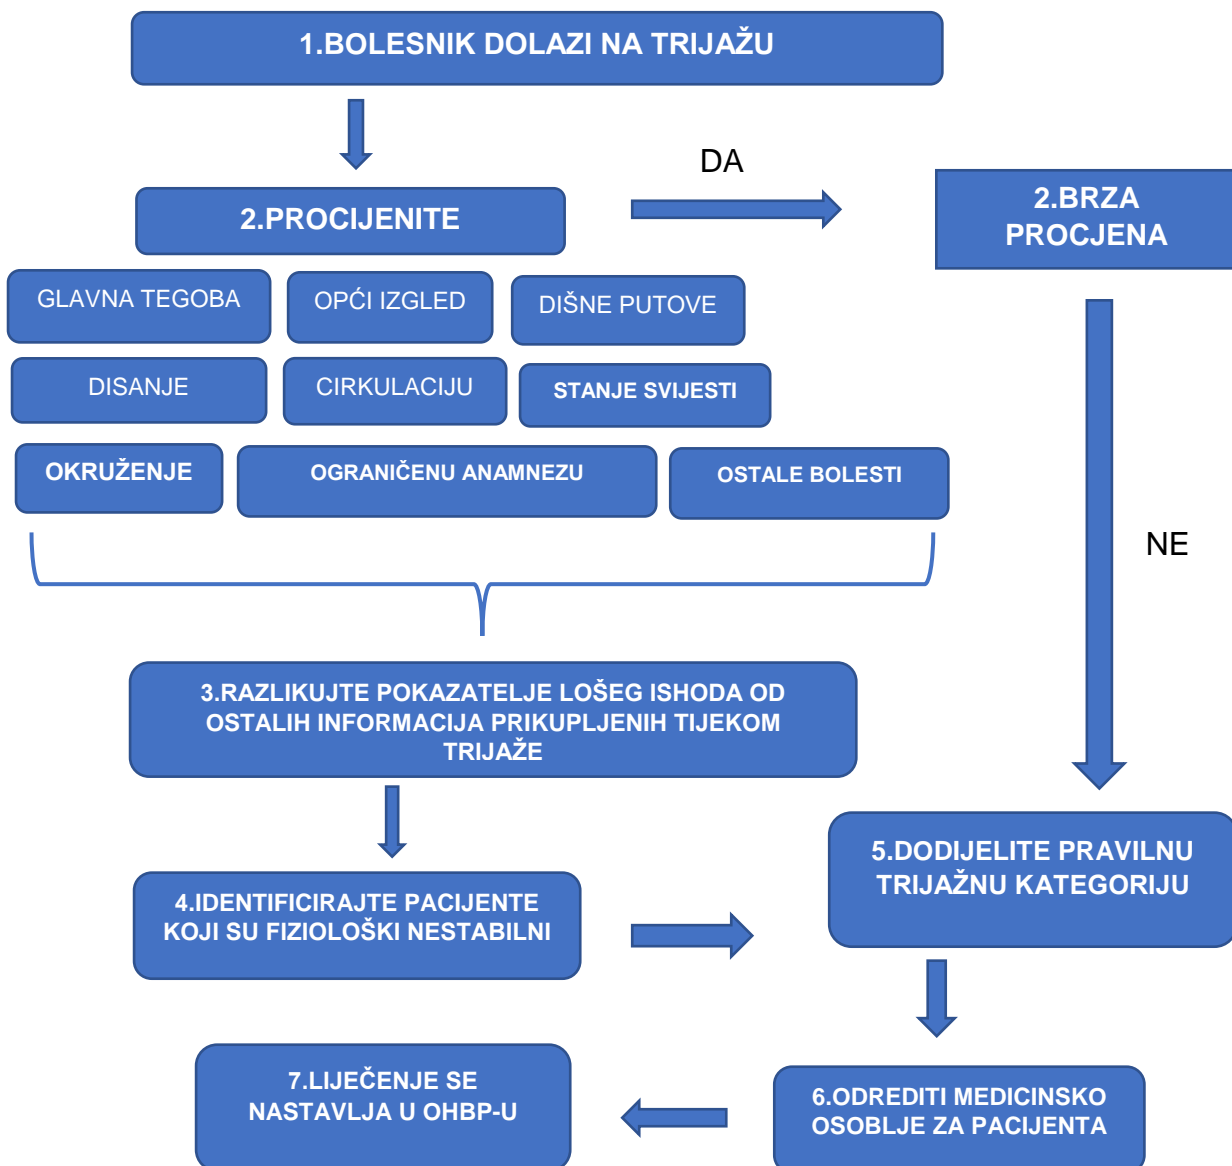 1.BOLESNIK DOLAZI NA TRIJAŽU
DA
2.PROCIJENITE
2.BRZA
PROCJENA
GLAVNA TEGOBA
OPĆI IZGLED
DIŠNE PUTOVE
DISANJE
CIRKULACIJU
STANJE SVIJESTI
OKRUŽENJE
OGRANIČENU ANAMNEZU
OSTALE BOLESTI
NE
3.RAZLIKUJTE POKAZATELJE LOŠEG ISHODA OD
OSTALIH INFORMACIJA PRIKUPLJENIH TIJEKOM
TRIJAŽE
4.IDENTIFICIRAJTE PACIJENTE
KOJI SU FIZIOLOŠKI NESTABILNI
5.DODIJELITE PRAVILNU
TRIJAŽNU KATEGORIJU
6.ODREDITI MEDICINSKO
OSOBLJE ZA PACIJENTA
7.LIJEČENJE SE
NASTAVLJA U OHBP-U